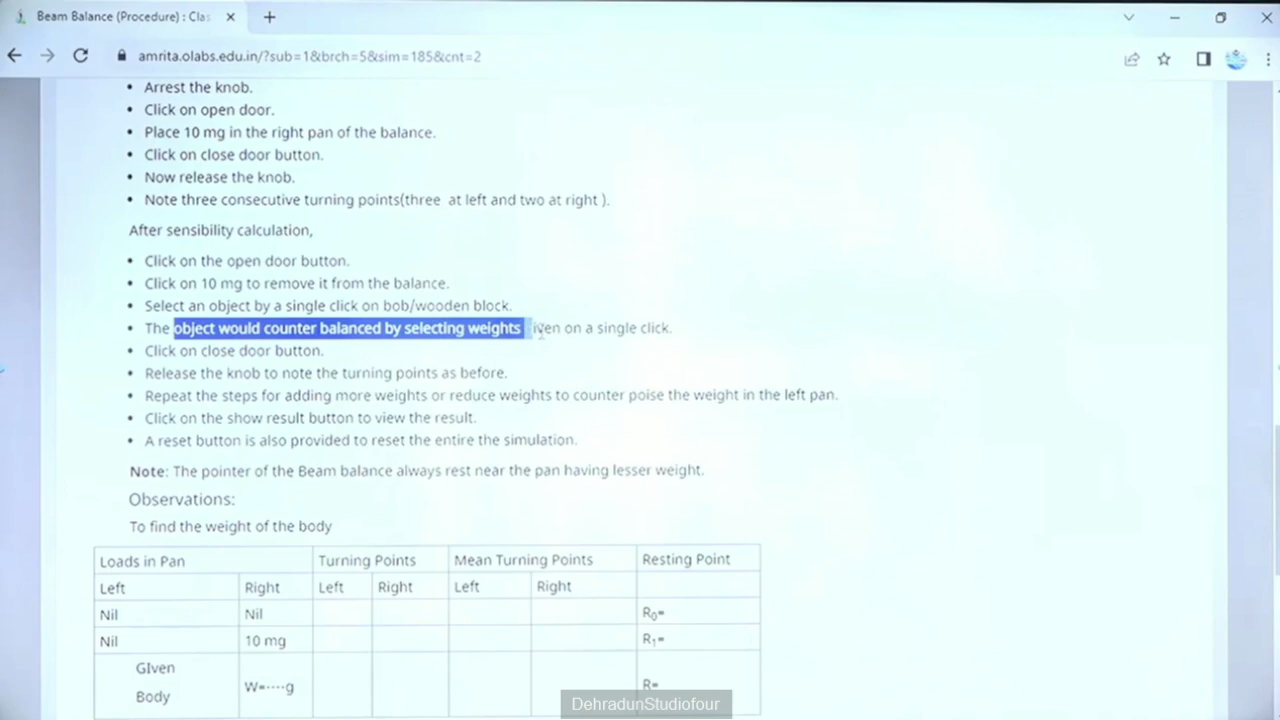 Beam Balance (Procedure) : Clas
amrita.olabs.edu.in/?sub=1&brch=5&sim=185&cnt=2
• Arrest the knob.
• Click on open door.
• Place 10 mg in the right pan of the balance.
• Click on close door button.
• Now release the knob.
• Note three consecutive turning points(three at left and two at right ).
After sensibility calculation,
• Click on the open door button.
• Click on 10 mg to remove it from the balance.
• Select an object by a single click on bob/wooden block.
• The object would counter balanced by selecting weights iven on a single click.
• Click on close door button.
• Release the knob to note the turning points as before.
• Repeat the steps for adding more weights or reduce weights to counter poise the weight in the left pan.
• Click on the show result button to view the result.
• A reset button is also provided to reset the entire the simulation.
Note: The pointer of the Beam balance always rest near the pan having lesser weight.
Observations:
To find the weight of the body
Loads in Pan Turning Points Mean Turning Points Resting Point
Left Right Left Right Left Right
Nil Nil R₀=
Nil 10 mg R₁=
GIven
Body W=····g R=
DehradunStudiofour